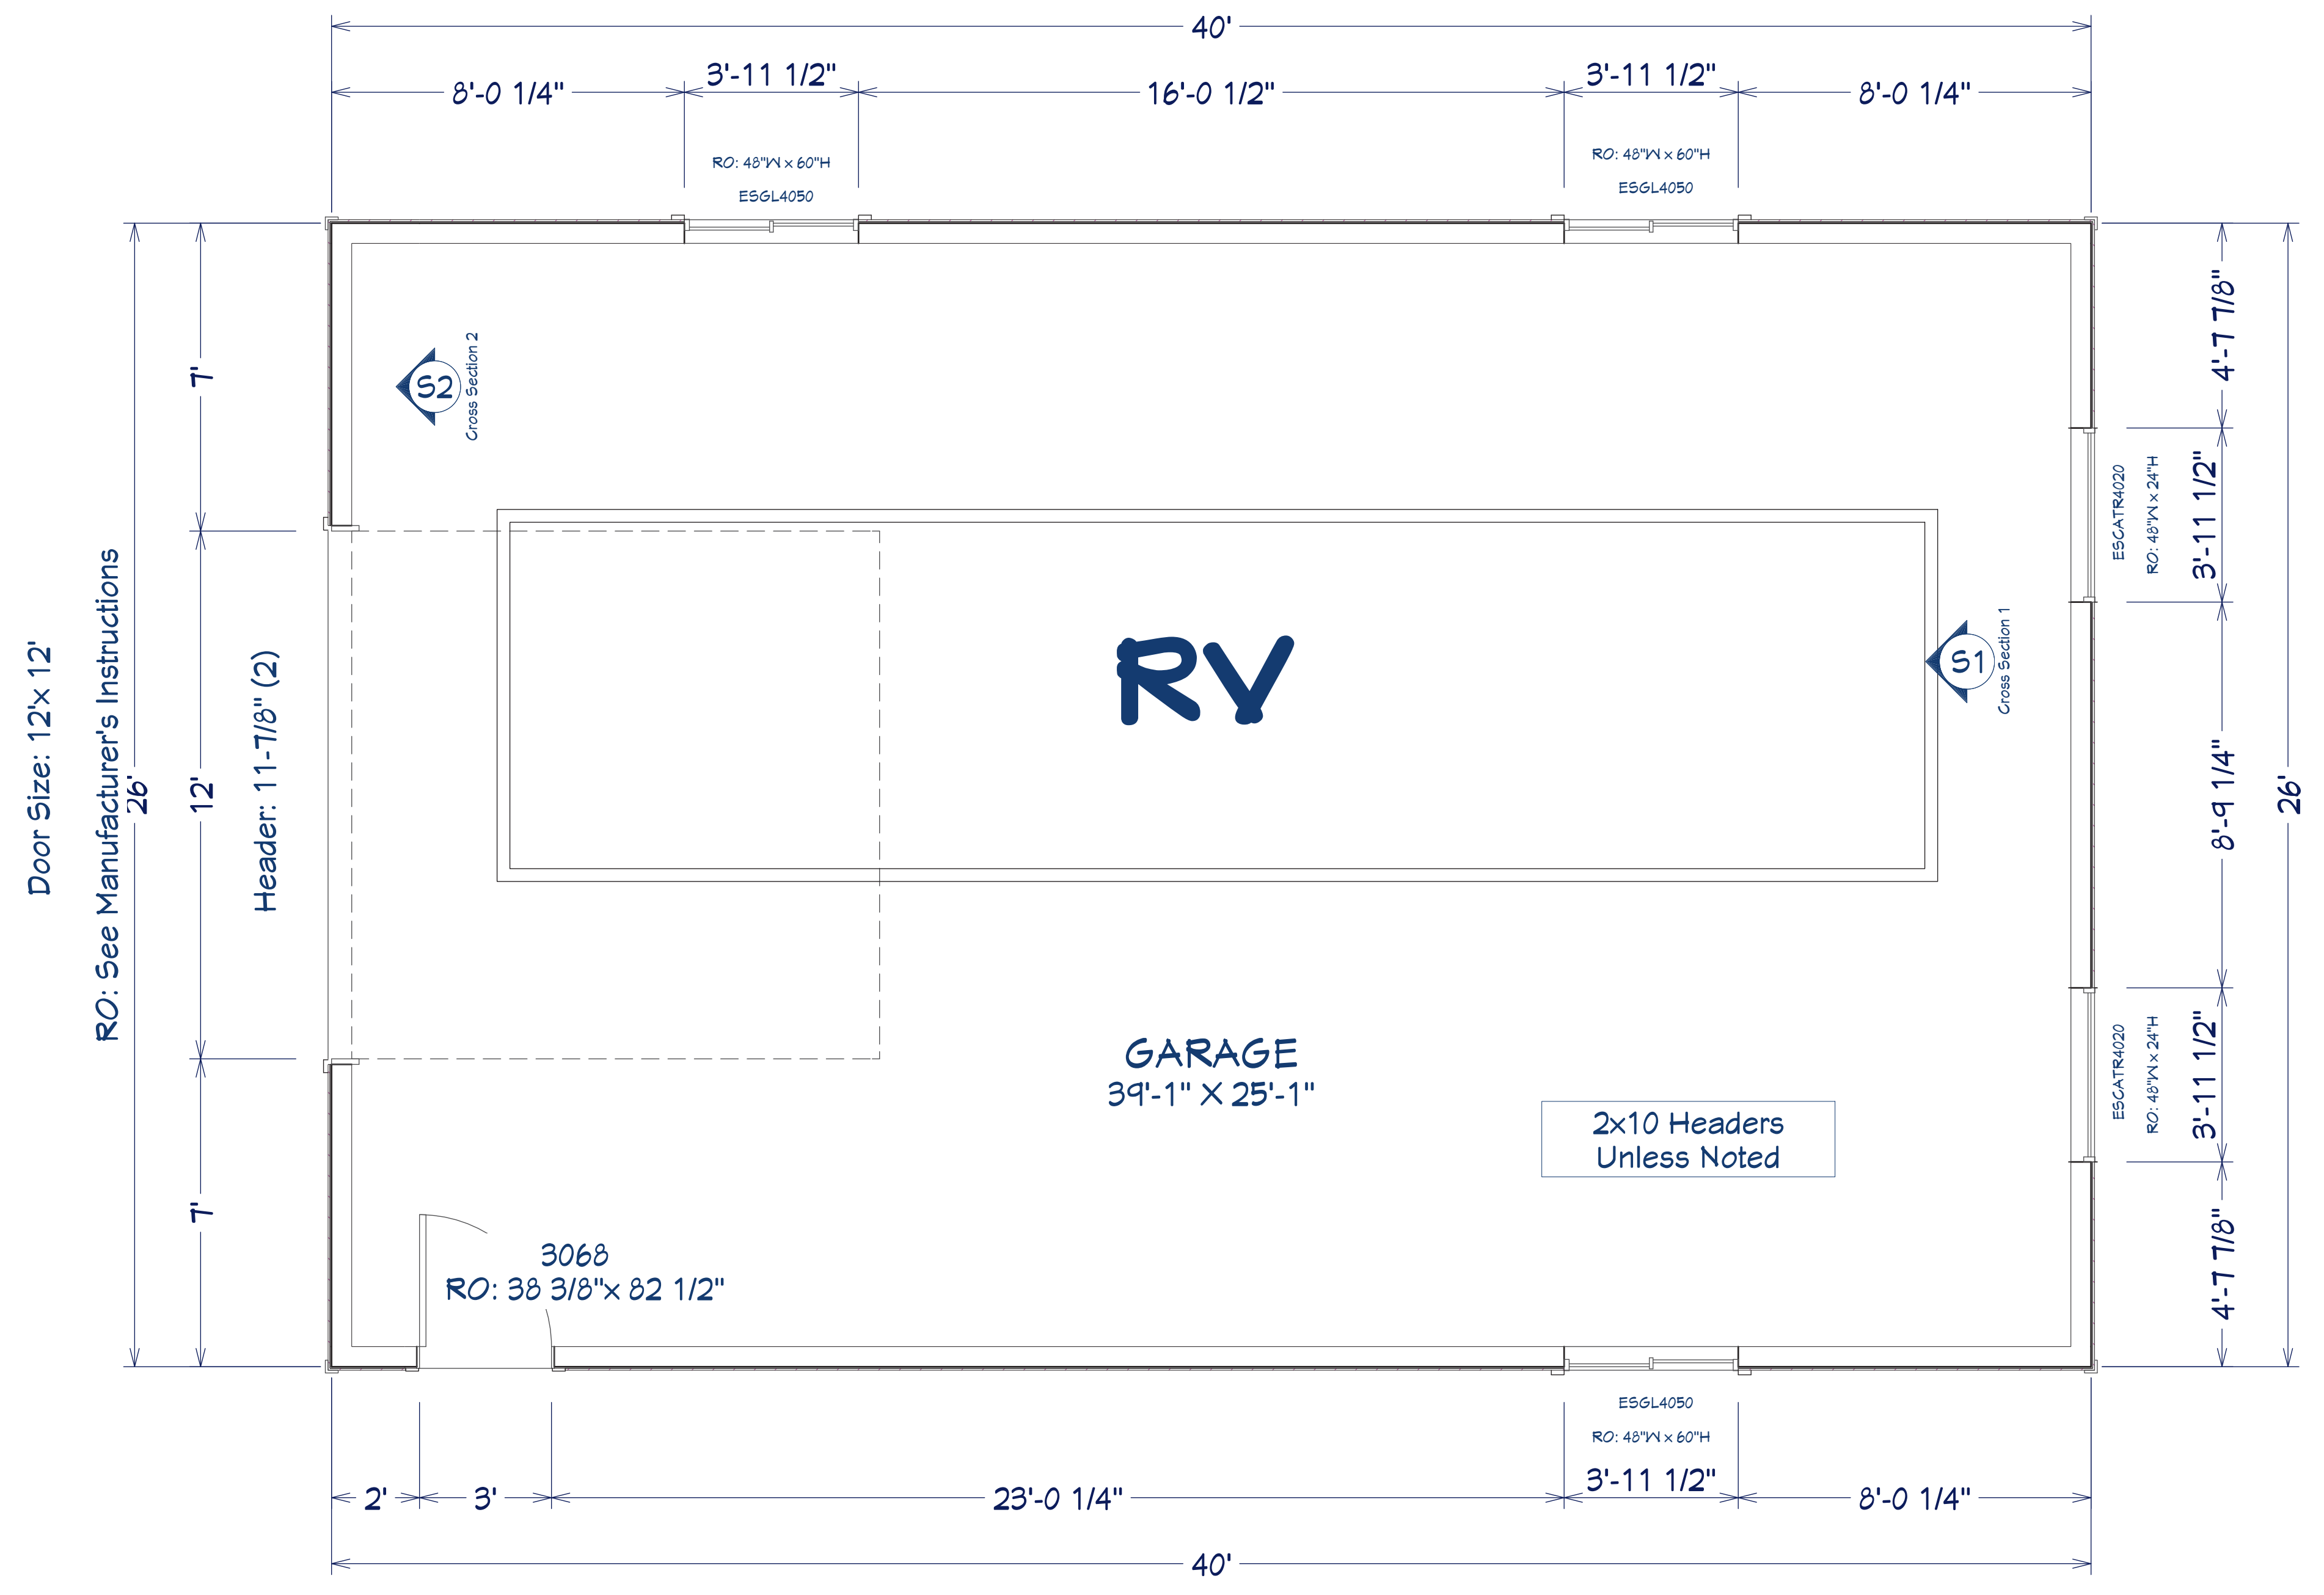 40'
8'-0 1/4"
3'-11 1/2"
16'-0 1/2"
3'-11 1/2"
8'-0 1/4"
RO: 48"W x 60"H
ESGL4050
RO: 48"W x 60"H
ESGL4050
Door Size: 12'x 12'
RO: See Manufacturer's Instructions
26'
7'
12'
7'
Header: 11-7/8" (2)
S2
Cross Section 2
RV
S1
Cross Section 1
GARAGE
39'-1" X 25'-1"
2x10 Headers
Unless Noted
3068
RO: 38 3/8"x 82 1/2"
ESCATR4020
RO: 48"W x 24"H
ESCATR4020
RO: 48"W x 24"H
4'-7 7/8"
3'-11 1/2"
8'-9 1/4"
3'-11 1/2"
4'-7 7/8"
26'
ESGL4050
RO: 48"W x 60"H
2'
3'
23'-0 1/4"
3'-11 1/2"
8'-0 1/4"
40'